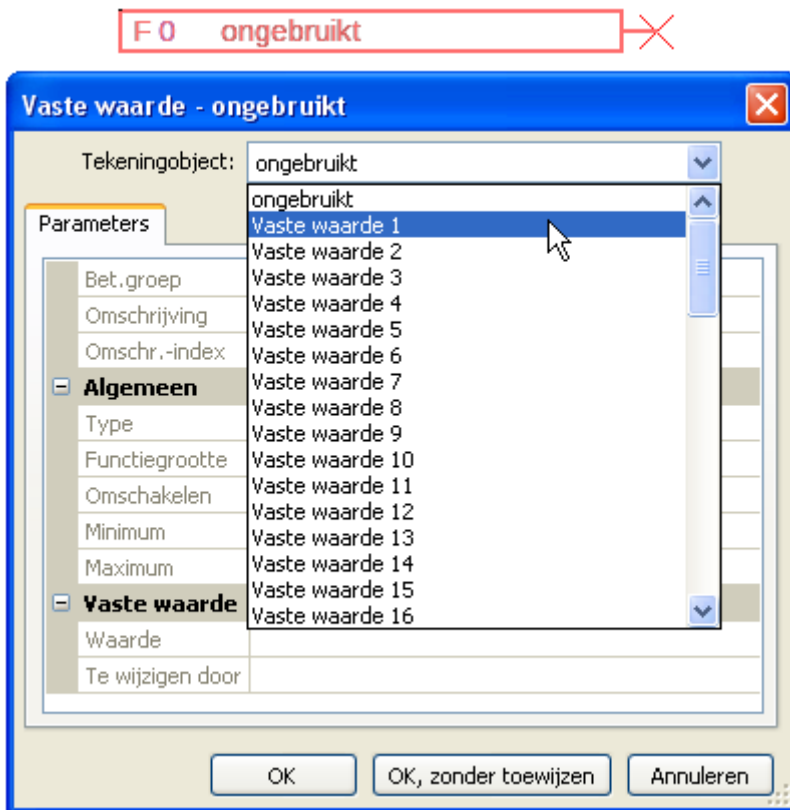 F 0 ongebruikt
Vaste waarde - ongebruikt
Tekeningobject: ongebruikt
ongebruikt
Parameters
Vaste waarde 1
Vaste waarde 2
Vaste waarde 3
Vaste waarde 4
Vaste waarde 5
Vaste waarde 6
Vaste waarde 7
Vaste waarde 8
Vaste waarde 9
Vaste waarde 10
Vaste waarde 11
Vaste waarde 12
Vaste waarde 13
Vaste waarde 14
Vaste waarde 15
Vaste waarde 16
Bet.groep
Omschrijving
Omschr.-index
Algemeen
Type
Functiegrootte
Omschakelen
Minimum
Maximum
Vaste waarde
Waarde
Te wijzigen door
OK
OK, zonder toewijzen
Annuleren